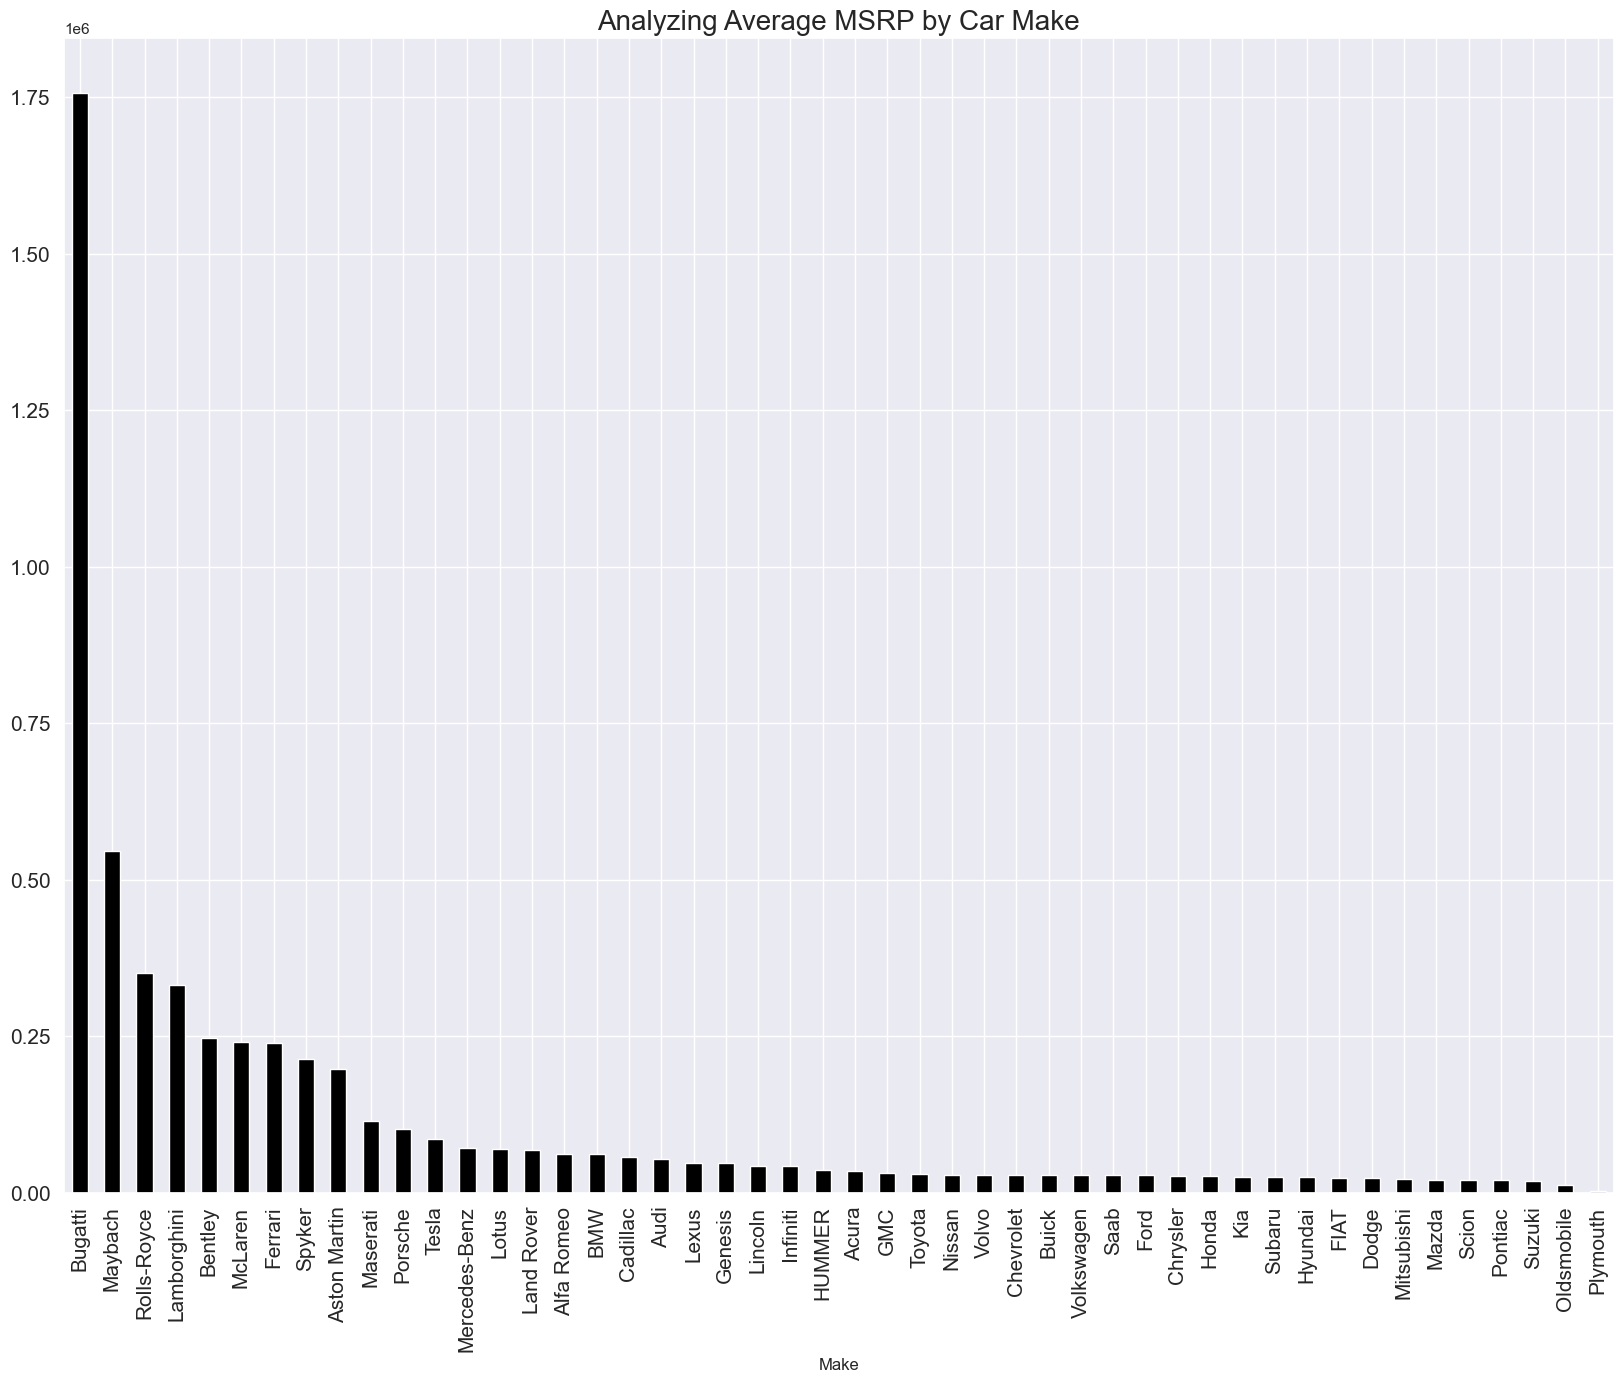 Analyzing Average MSRP by Car Make
1e6
1.75
1.50
1.25
1.00
0.75
0.50
0.25
0.00
Bugatti
Maybach
Rolls-Royce
Lamborghini
Bentley
McLaren
Ferrari
Spyker
Aston Martin
Maserati
Porsche
Tesla
Mercedes-Benz
Lotus
Land Rover
Alfa Romeo
BMW
Cadillac
Audi
Lexus
Genesis
Lincoln
Infiniti
HUMMER
Acura
GMC
Toyota
Nissan
Volvo
Chevrolet
Buick
Volkswagen
Saab
Ford
Chrysler
Honda
Kia
Subaru
Hyundai
FIAT
Dodge
Mitsubishi
Mazda
Scion
Pontiac
Suzuki
Oldsmobile
Plymouth
Make